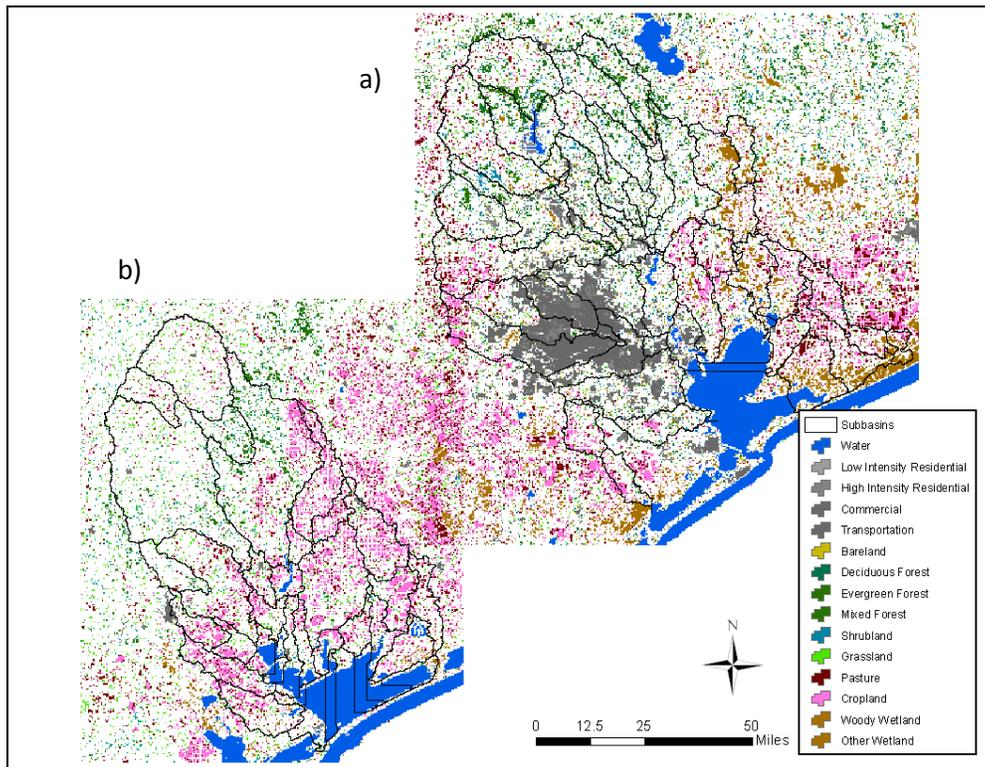 a)
b)
Subbasins
Water
Low Intensity Residential
High Intensity Residential
Commercial
Transportation
Bareland
Deciduous Forest
Evergreen Forest
Mixed Forest
Shrubland
Grassland
Pasture
Cropland
Woody Wetland
Other Wetland
N
0 12.5 25 50
Miles